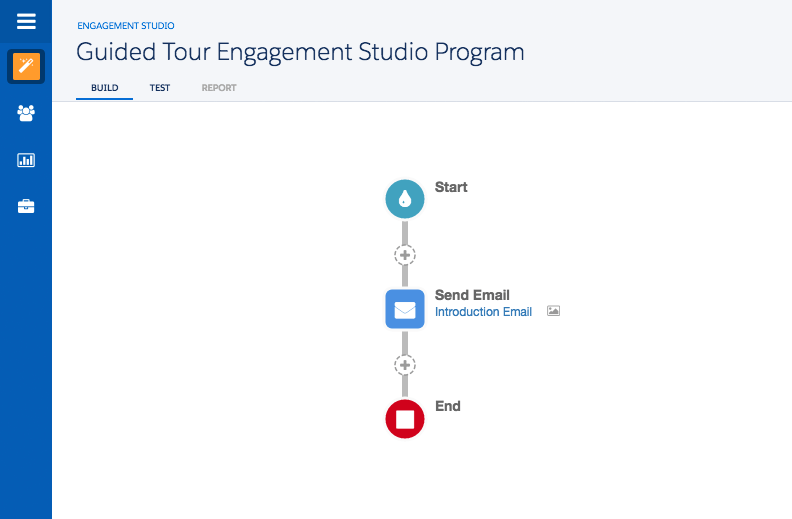 ENGAGEMENT STUDIO
Guided Tour Engagement Studio Program
BUILD TEST REPORT
Start
Send Email
Introduction Email
End